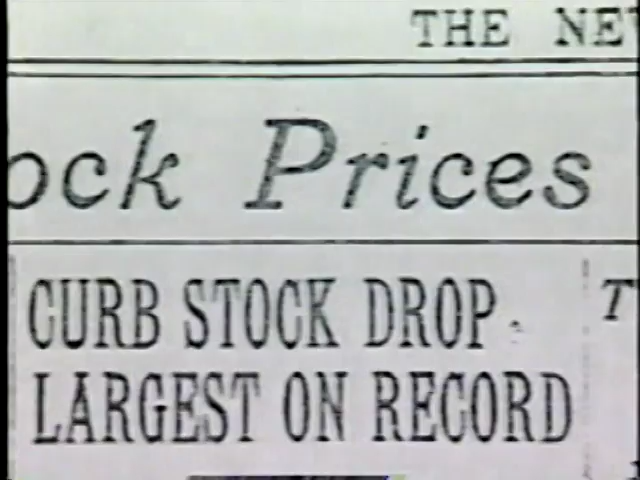 THE NE
ock Prices
CURB STOCK DROP
LARGEST ON RECORD
T